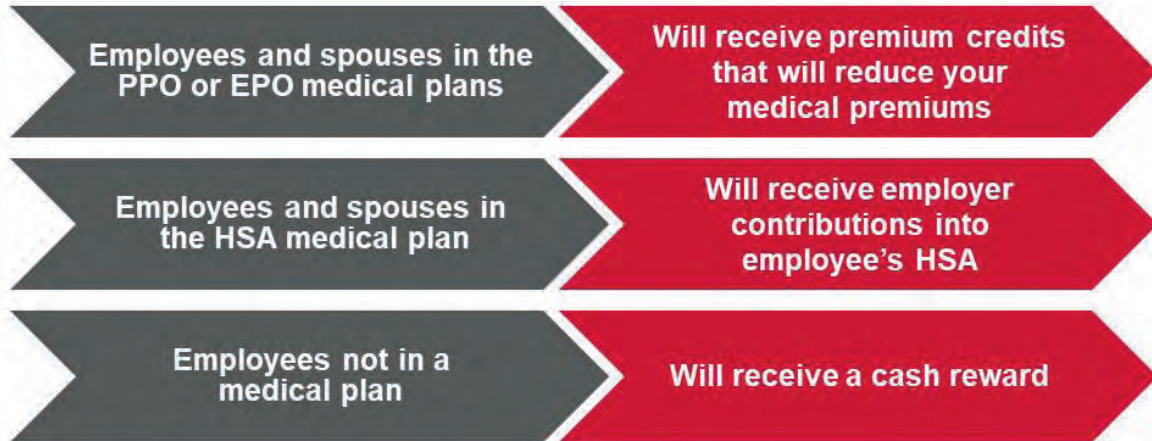 Employees and spouses in the
PPO or EPO medical plans
Will receive premium credits
that will reduce your
medical premiums
Employees and spouses in
the HSA medical plan
Will receive employer
contributions into
employee’s HSA
Employees not in a
medical plan
Will receive a cash reward